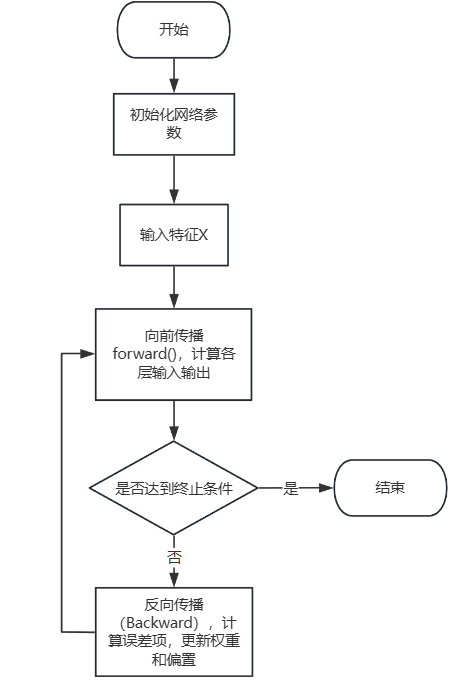 开始
初始化网络参
数
输入特征X
向前传播
forward()，计算各
层输入输出
是否达到终止条件
是
结束
否
反向传播
（Backward），计
算误差项，更新权重
和偏置